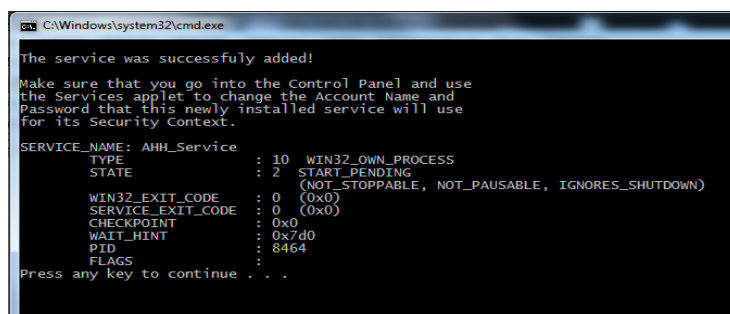 C:\Windows\system32\cmd.exe
The service was successfuly added!
Make sure that you go into the Control Panel and use
the Services applet to change the Account Name and
Password that this newly installed service will use
for its Security Context.
SERVICE_NAME: AHH_Service
TYPE : 10 WIN32_OWN_PROCESS
STATE : 2 START_PENDING
(NOT_STOPPABLE, NOT_PAUSABLE, IGNORES_SHUTDOWN)
WIN32_EXIT_CODE : 0 (0x0)
SERVICE_EXIT_CODE : 0 (0x0)
CHECKPOINT : 0x0
WAIT_HINT : 0x7d0
PID : 8464
FLAGS :
Press any key to continue . . .